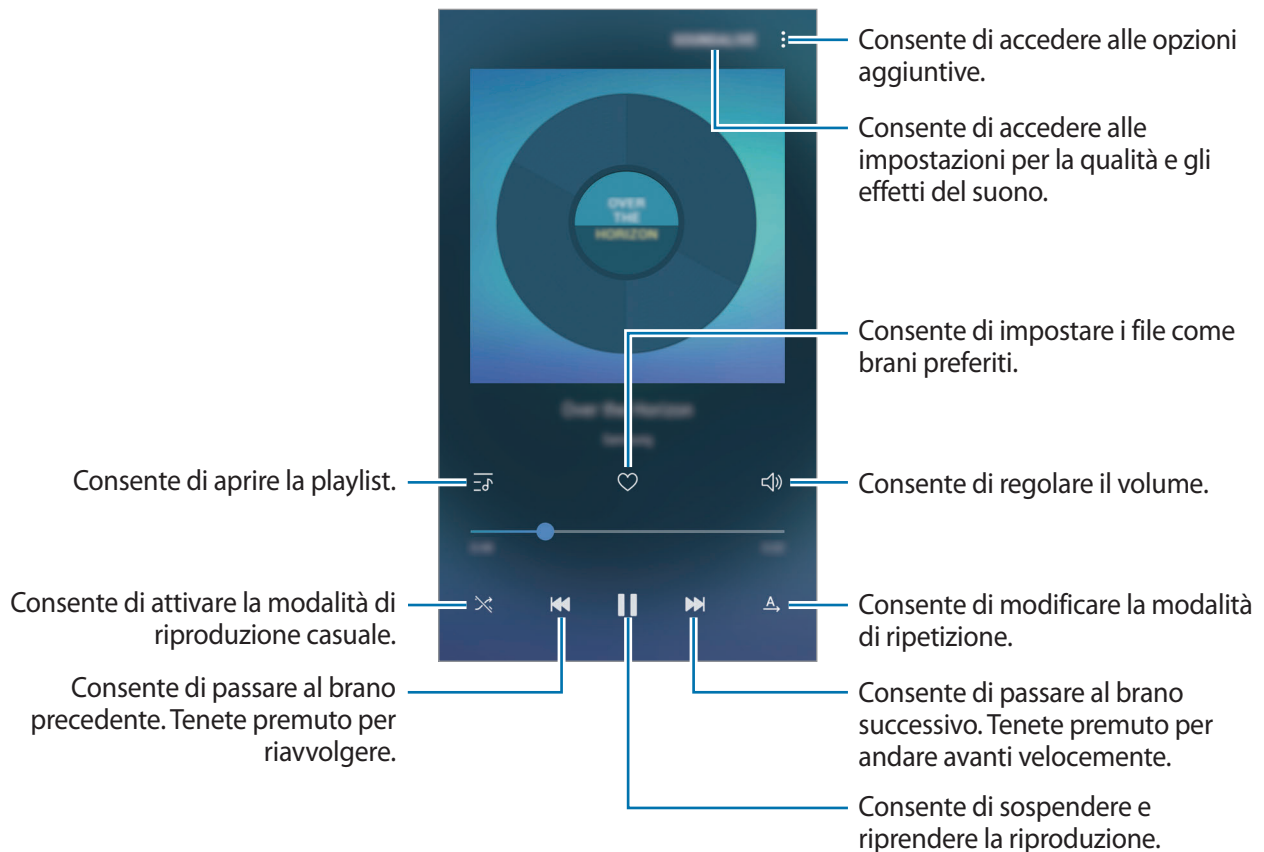 Consente di accedere alle opzioni
aggiuntive.
Consente di accedere alle
impostazioni per la qualità e gli
effetti del suono.
OVER
THE
HORIZON
Consente di impostare i file come
brani preferiti.
Over the Horizon
Samsung
Consente di aprire la playlist.
Consente di regolare il volume.
Consente di attivare la modalità di
riproduzione casuale.
A
Consente di modificare la modalità
di ripetizione.
Consente di passare al brano
precedente. Tenete premuto per
riavvolgere.
Consente di passare al brano
successivo. Tenete premuto per
andare avanti velocemente.
Consente di sospendere e
riprendere la riproduzione.